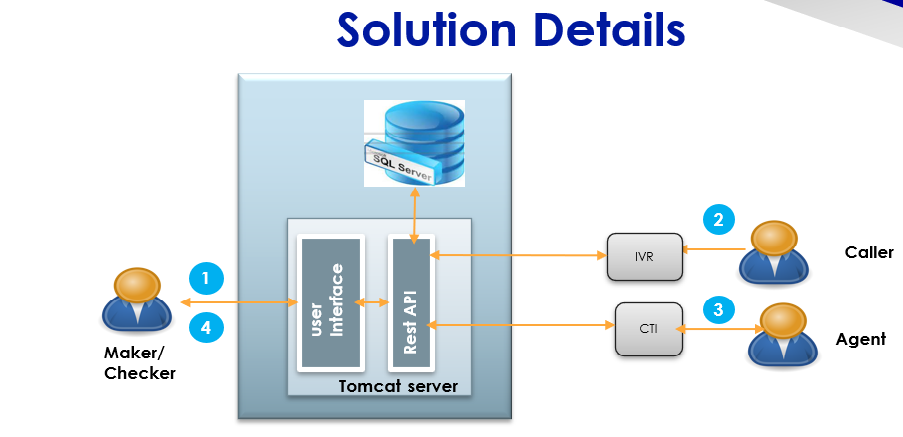 Solution Details
SQL Server
2
Caller
IVR
1
User
Interface
Rest API
3
CTI
Agent
4
Maker/
Checker
Tomcat server